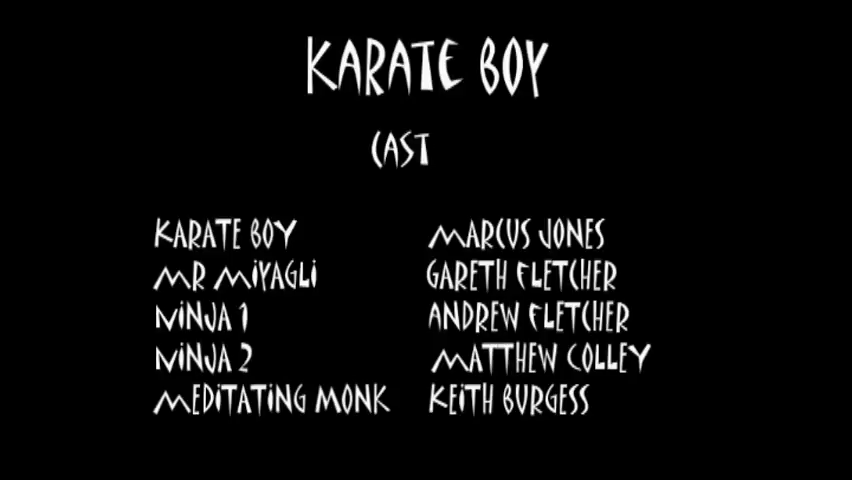 KARATE BOY
CAST
KARATE BOY MARCUS JONES
MR MIYAGLI GARETH FLETCHER
NINJA 1 ANDREW FLETCHER
NINJA 2 MATTHEW COLLEY
MEDITATING MONK KEITH BURGESS